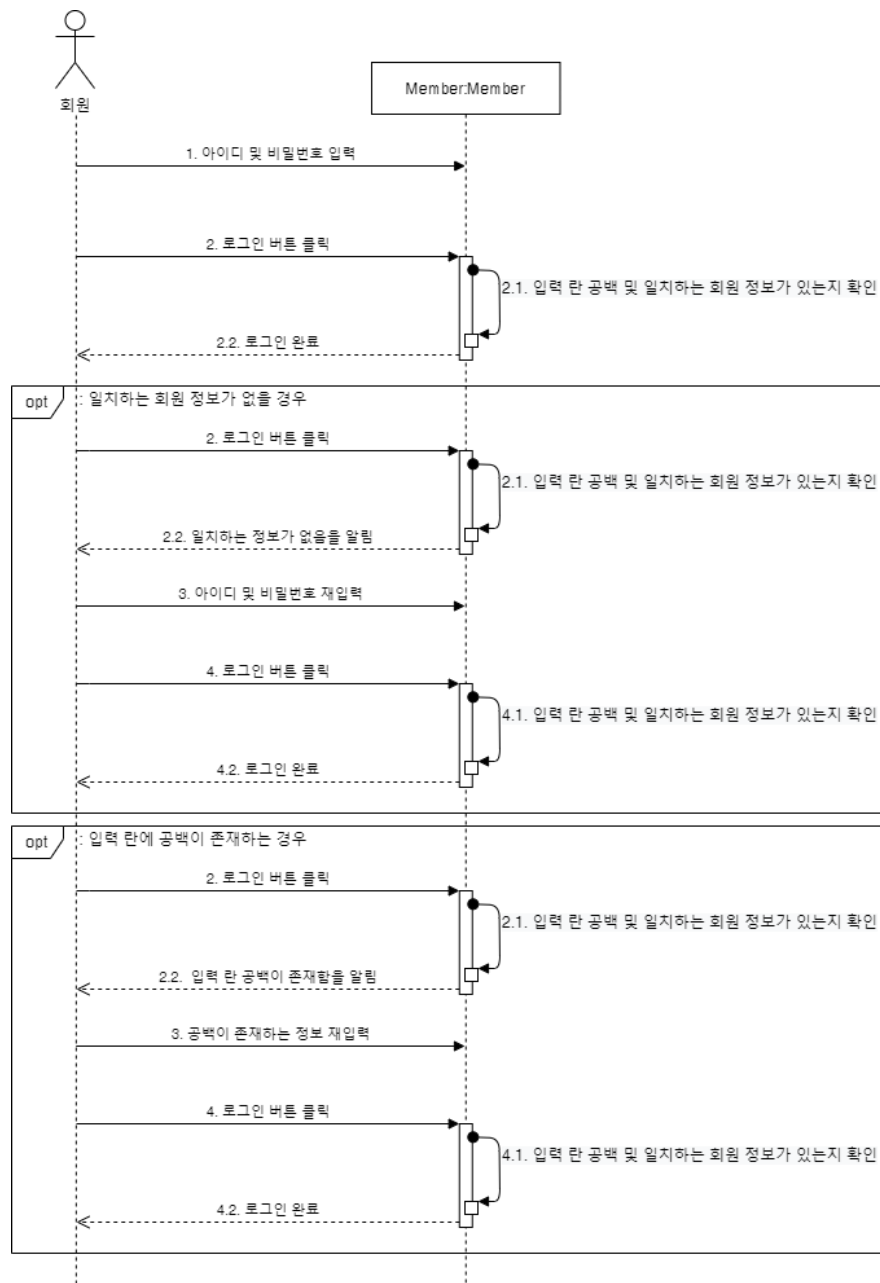 회원
Member:Member
1. 아이디 및 비밀번호 입력
2. 로그인 버튼 클릭
2.1. 입력 란 공백 및 일치하는 회원 정보가 있는지 확인
2.2. 로그인 완료
opt : 일치하는 회원 정보가 없을 경우
2. 로그인 버튼 클릭
2.1. 입력 란 공백 및 일치하는 회원 정보가 있는지 확인
2.2. 일치하는 정보가 없음을 알림
3. 아이디 및 비밀번호 재입력
4. 로그인 버튼 클릭
4.1. 입력 란 공백 및 일치하는 회원 정보가 있는지 확인
4.2. 로그인 완료
opt : 입력 란에 공백이 존재하는 경우
2. 로그인 버튼 클릭
2.1. 입력 란 공백 및 일치하는 회원 정보가 있는지 확인
2.2. 입력 란 공백이 존재함을 알림
3. 공백이 존재하는 정보 재입력
4. 로그인 버튼 클릭
4.1. 입력 란 공백 및 일치하는 회원 정보가 있는지 확인
4.2. 로그인 완료